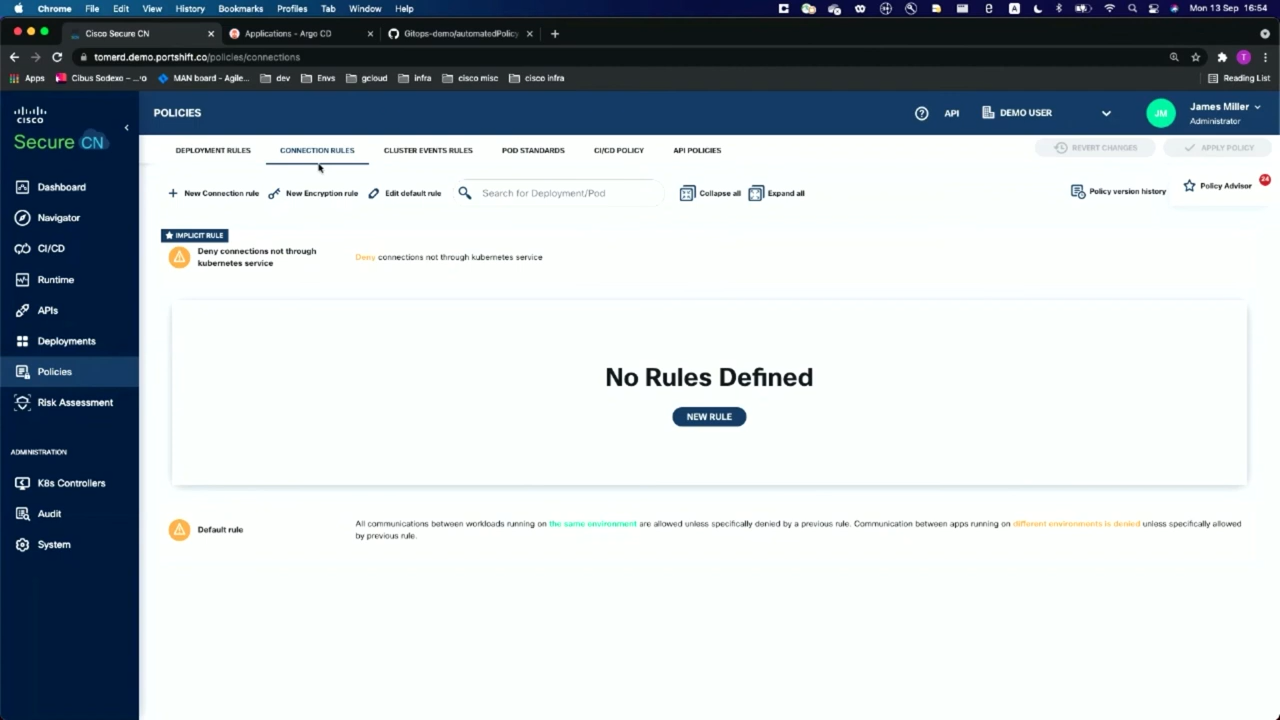 Chrome File Edit View History Bookmarks Profiles Tab Window Help
Mon 13 Sep 16:54
Cisco Secure CN
Applications - Argo CD
Gitops-demo/automatedPolicy
tomerd.demo.portshift.co/policies/connections
T
Apps
Cibus Sodexo – ...
MAN board - Agile...
dev
Envs
gcloud
infra
cisco misc
cisco infra
Reading List
cisco
Secure CN
POLICIES
API
DEMO USER
JM
James Miller
Administrator
DEPLOYMENT RULES
CONNECTION RULES
CLUSTER EVENTS RULES
POD STANDARDS
CI/CD POLICY
API POLICIES
REVERT CHANGES
APPLY POLICY
New Connection rule
New Encryption rule
Edit default rule
Search for Deployment/Pod
Collapse all
Expand all
Policy version history
Policy Advisor
24
Dashboard
Navigator
CI/CD
Runtime
APIs
Deployments
Policies
Risk Assessment
ADMINISTRATION
K8s Controllers
Audit
System
IMPLICIT RULE
Deny connections not through
kubernetes service
Deny connections not through kubernetes service
No Rules Defined
NEW RULE
Default rule
All communications between workloads running on the same environment are allowed unless specifically denied by a previous rule. Communication between apps running on different environments is denied unless specifically allowed
by previous rule.